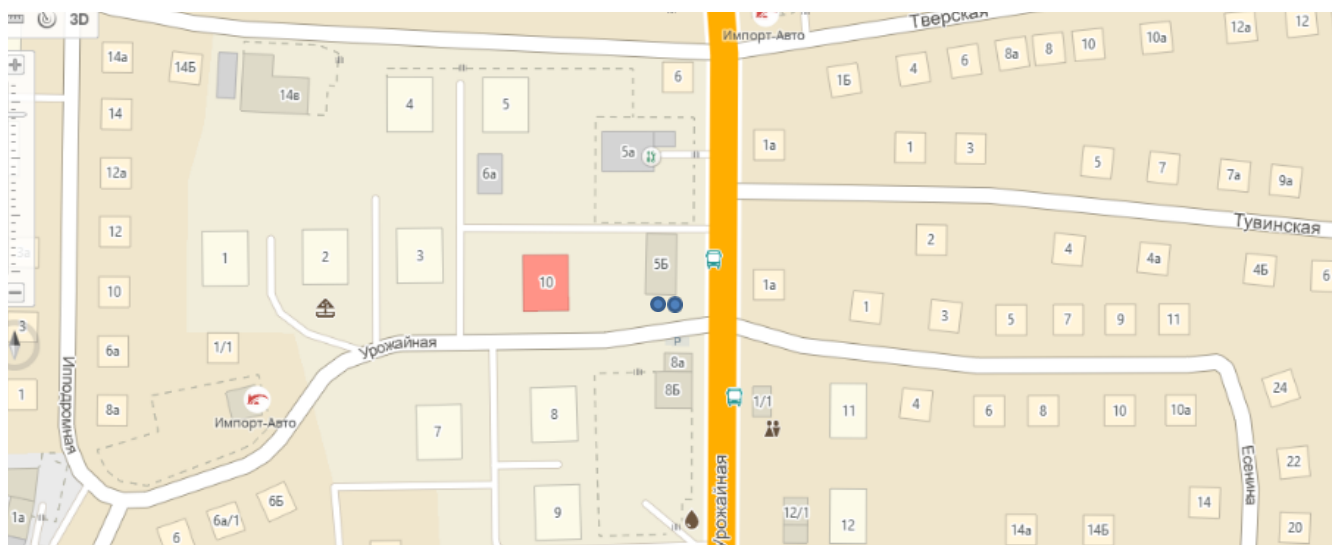 3D
Тверская
Импорт-Авто
12а
12
10а
10
8
8а
6
4
1Б
14а
14Б
14в
4
5
6
14
5а
1а
1
3
5
7
7а
9а
12а
6а
Тувинская
12
1
2
3
5Б
2
4
4а
4Б
6
3а
10
10
1а
1
3
5
7
9
11
3
Урожайная
Р
6а
1/1
8а
8Б
Ипподромная
1
8а
Импорт-Авто
7
8
1/1
11
4
6
8
10
10а
24
Урожайная
Есенина
22
6Б
6а/1
6
9
12/1
12
14а
14Б
14
20
1а